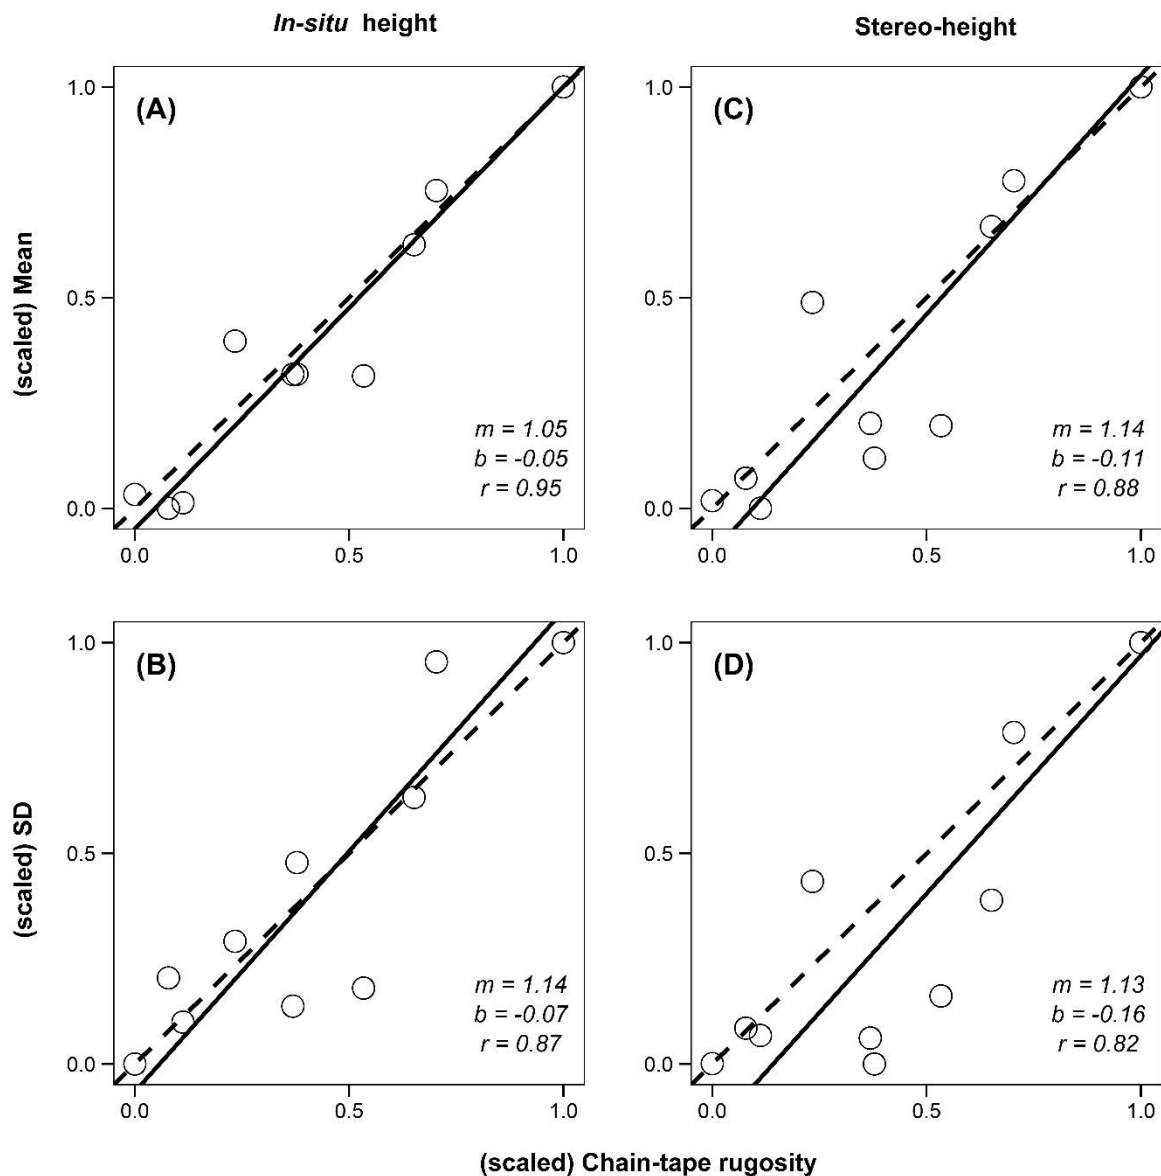 In-situ height
Stereo-height
(A)
(scaled) Mean
1.0
0.5
0.0
m = 1.05
b = -0.05
r = 0.95
0.0 0.5 1.0
(C)
1.0
0.5
0.0
m = 1.14
b = -0.11
r = 0.88
0.0 0.5 1.0
(B)
(scaled) SD
1.0
0.5
0.0
m = 1.14
b = -0.07
r = 0.87
0.0 0.5 1.0
(D)
1.0
0.5
0.0
m = 1.13
b = -0.16
r = 0.82
0.0 0.5 1.0
(scaled) Chain-tape rugosity